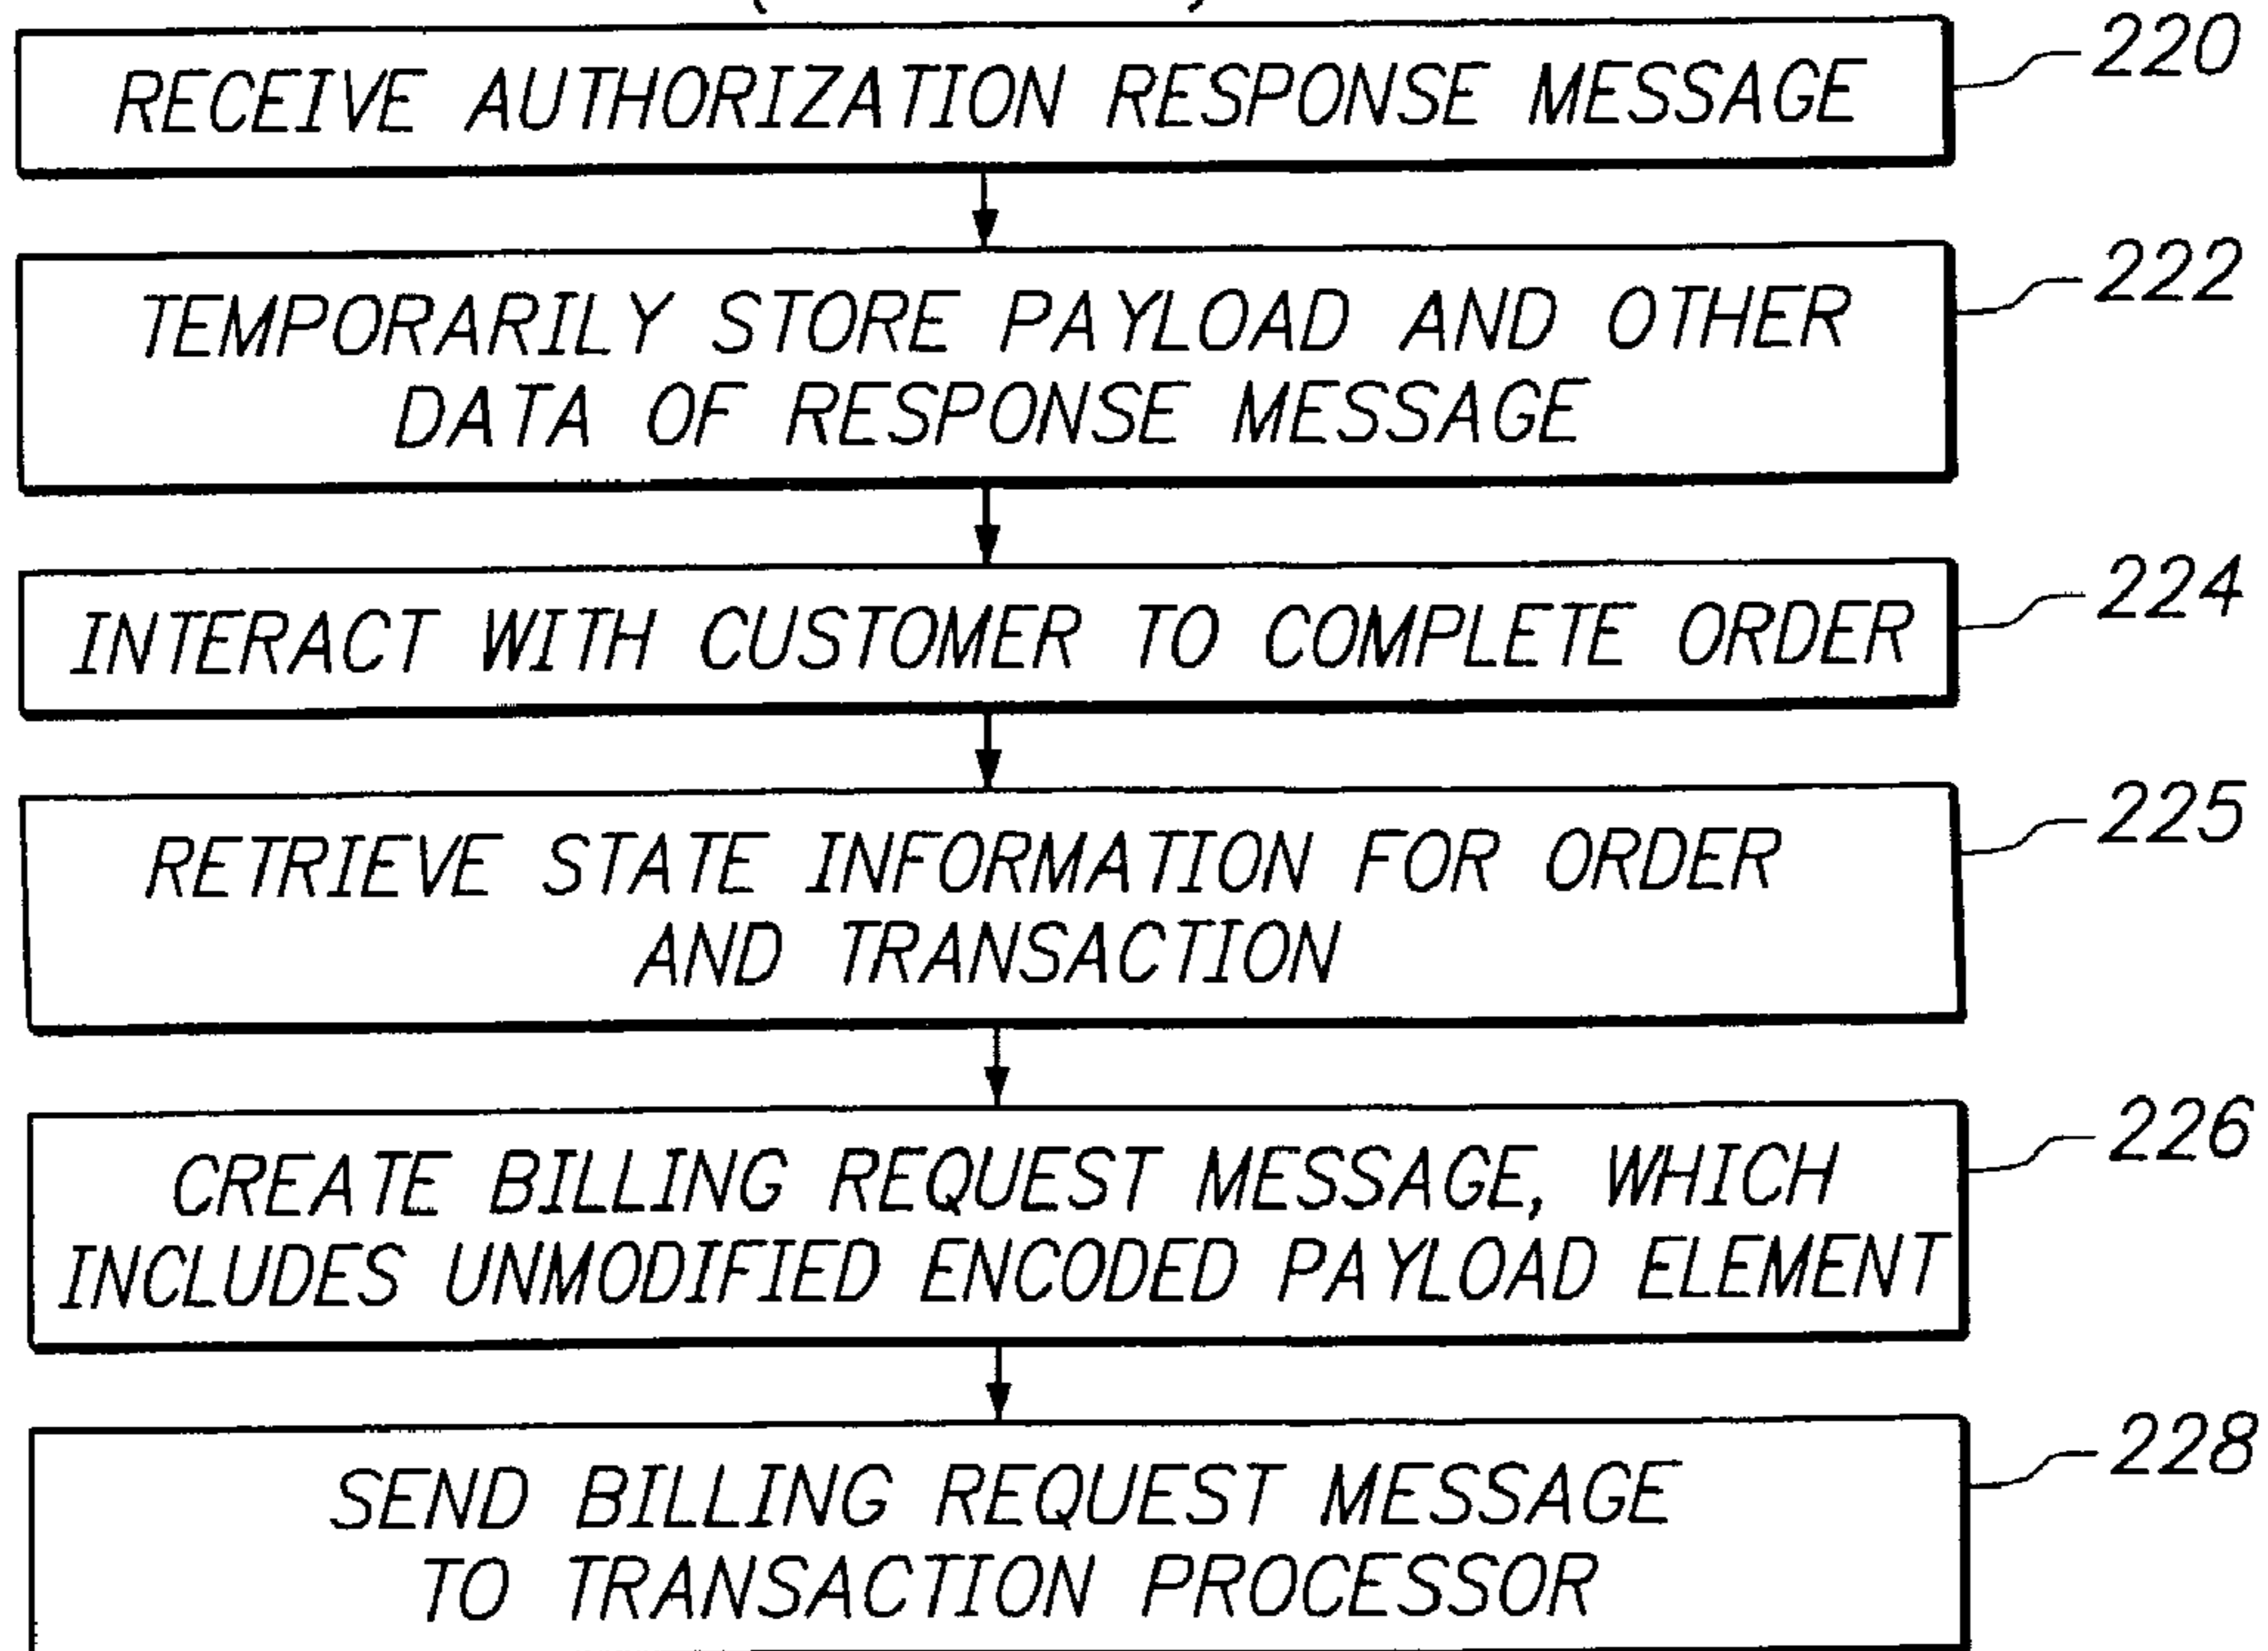 RECEIVE AUTHORIZATION RESPONSE MESSAGE
220
TEMPORARILY STORE PAYLOAD AND OTHER
DATA OF RESPONSE MESSAGE
222
INTERACT WITH CUSTOMER TO COMPLETE ORDER
224
RETRIEVE STATE INFORMATION FOR ORDER
AND TRANSACTION
225
CREATE BILLING REQUEST MESSAGE, WHICH
INCLUDES UNMODIFIED ENCODED PAYLOAD ELEMENT
226
SEND BILLING REQUEST MESSAGE
TO TRANSACTION PROCESSOR
228